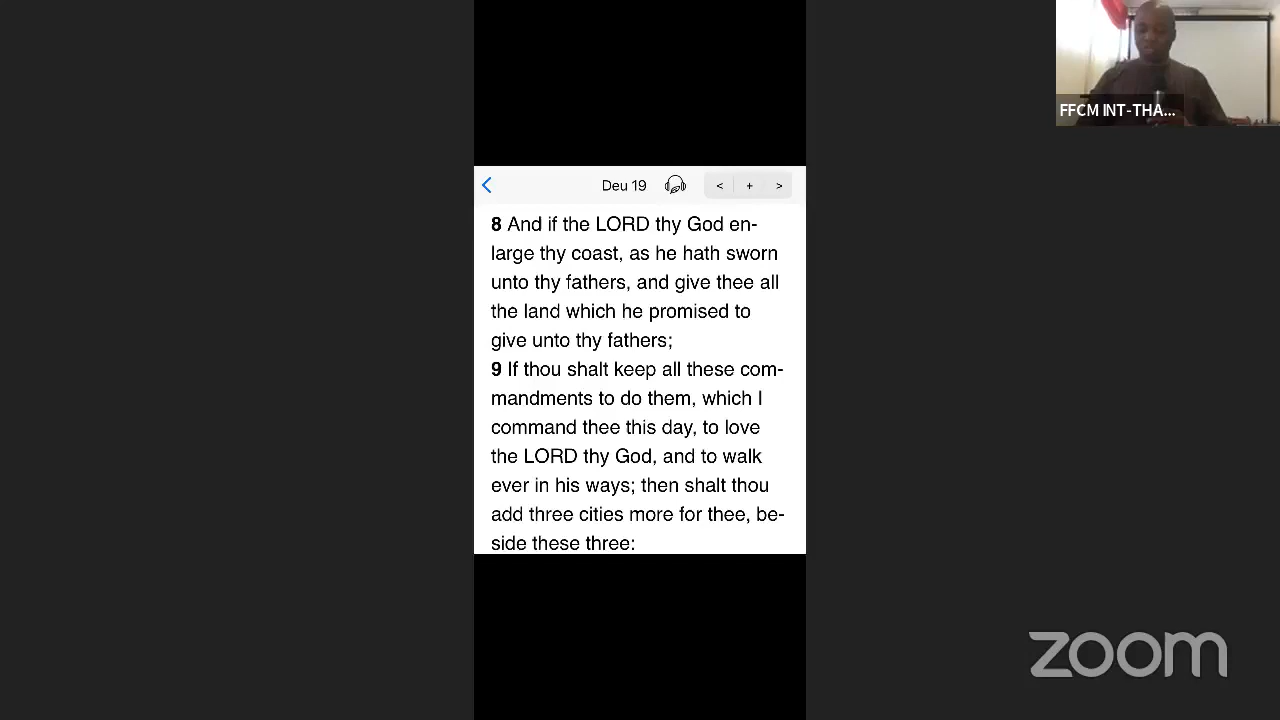 FFCM INT-THA...
Deu 19
< + >
8 And if the LORD thy God en-
large thy coast, as he hath sworn
unto thy fathers, and give thee all
the land which he promised to
give unto thy fathers;
9 If thou shalt keep all these com-
mandments to do them, which I
command thee this day, to love
the LORD thy God, and to walk
ever in his ways; then shalt thou
add three cities more for thee, be-
side these three:
zoom